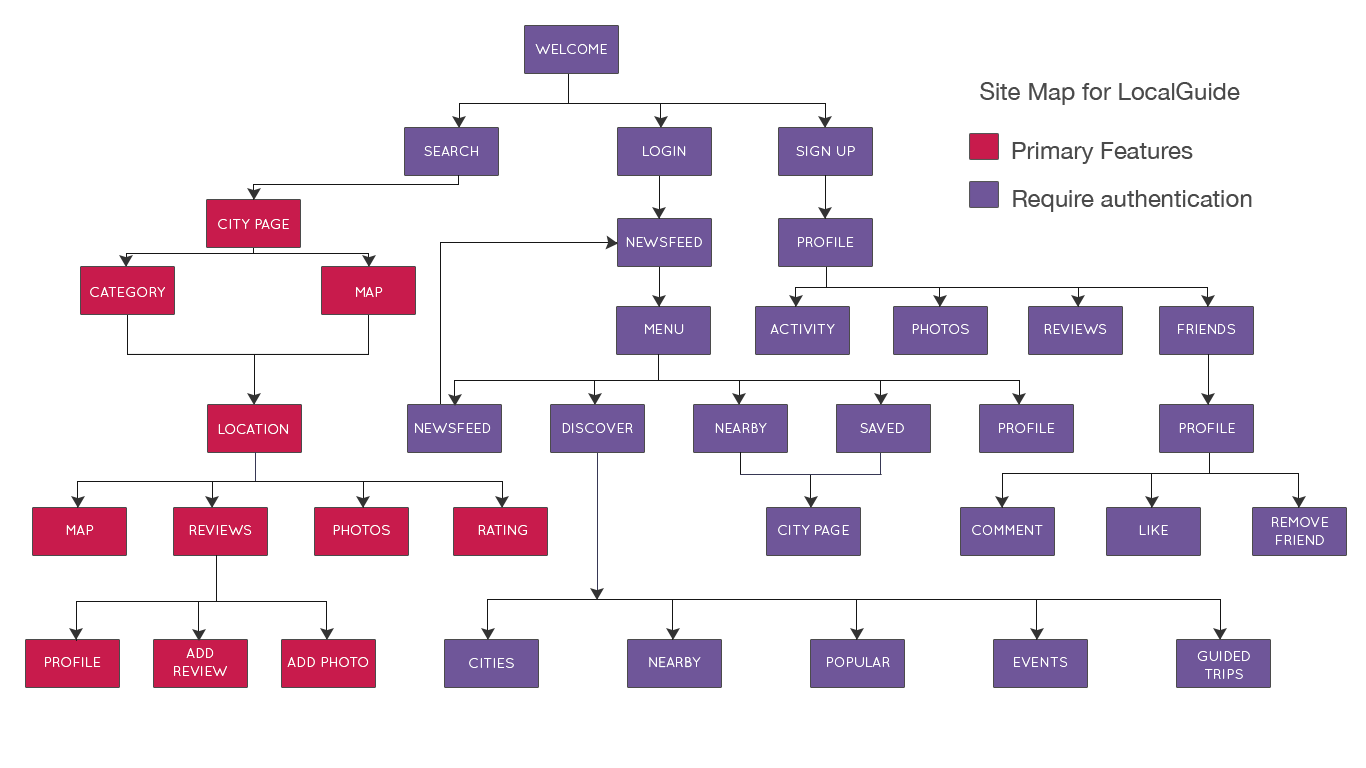 WELCOME
Site Map for LocalGuide
Primary Features
Require authentication
SEARCH
LOGIN
SIGN UP
CITY PAGE
NEWSFEED
PROFILE
CATEGORY
MAP
MENU
ACTIVITY
PHOTOS
REVIEWS
FRIENDS
LOCATION
NEWSFEED
DISCOVER
NEARBY
SAVED
PROFILE
PROFILE
MAP
REVIEWS
PHOTOS
RATING
CITY PAGE
COMMENT
LIKE
REMOVE
FRIEND
PROFILE
ADD
REVIEW
ADD PHOTO
CITIES
NEARBY
POPULAR
EVENTS
GUIDED
TRIPS